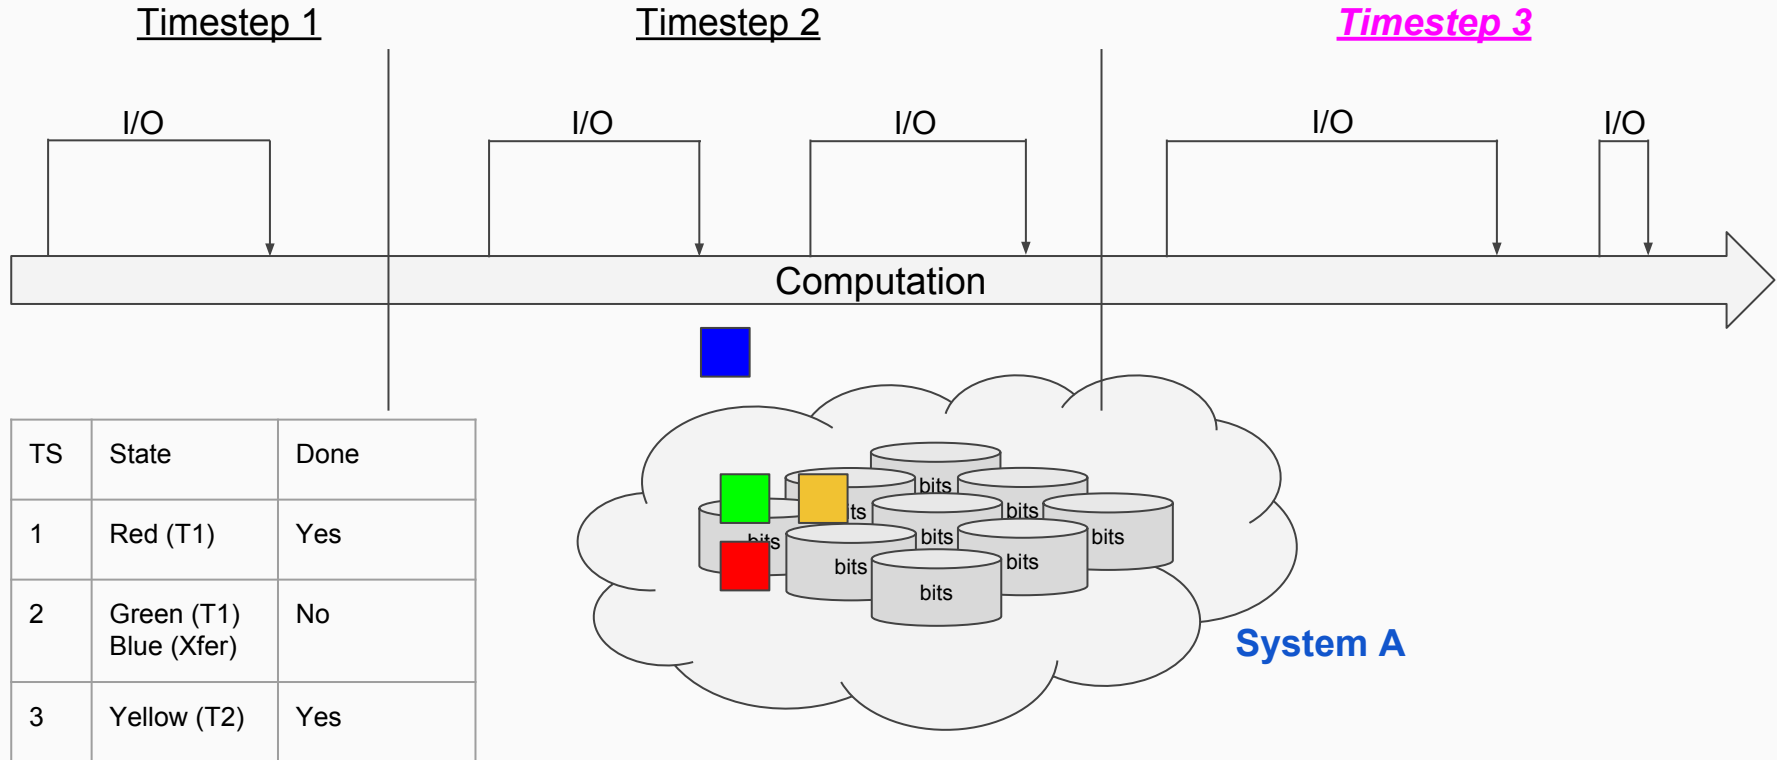 Timestep 1
Timestep 2
Timestep 3
I/O
I/O
I/O
I/O
I/O
Computation
TS State Done
1 Red (T1) Yes
2 Green (T1) No
Blue (Xfer)
3 Yellow (T2) Yes
bits
ts
bits
bits
bits
bits
bits
bits
bits
System A